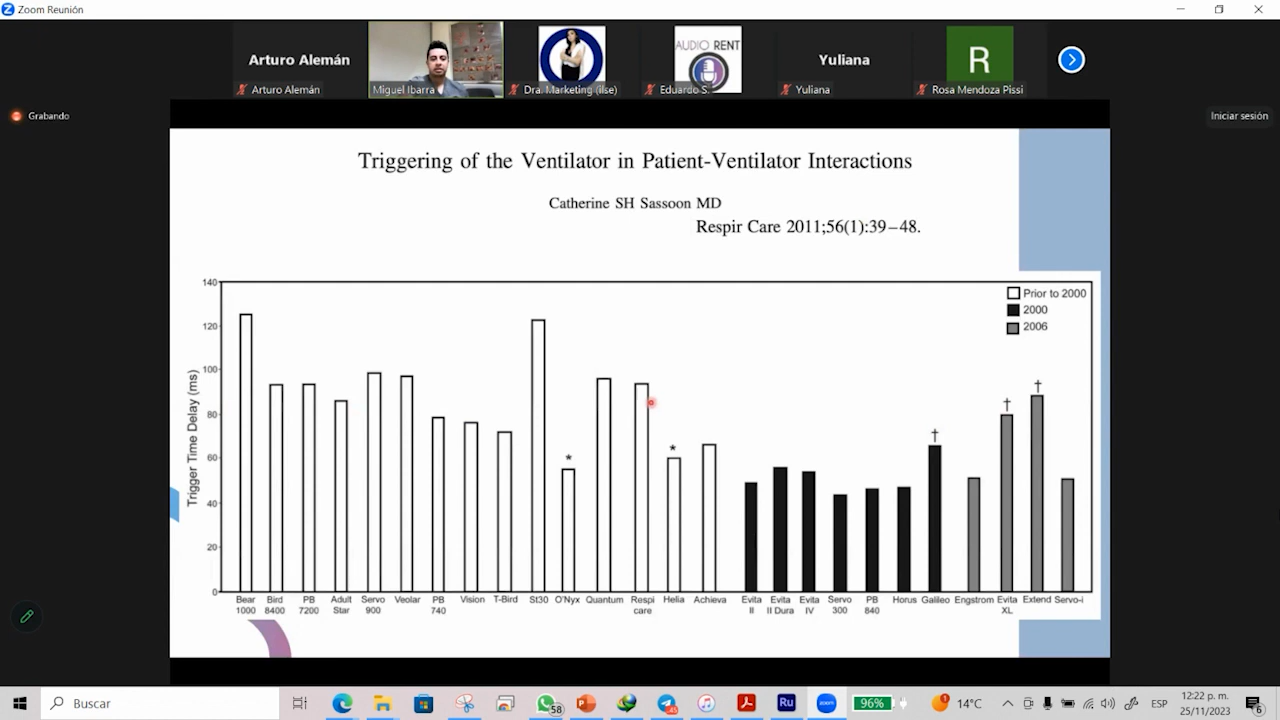 Zoom Reunión
Arturo Alemán
Arturo Alemán
Miguel Ibarra
Dra. Marketing (ilse)
AUDIO RENT
Eduardo S.
Yuliana
Yuliana
R
Rosa Mendoza Pissi
Grabando
Iniciar sesión
Triggering of the Ventilator in Patient-Ventilator Interactions
Catherine SH Sassoon MD
Respir Care 2011;56(1):39–48.
Trigger Time Delay (ms)
140
120
100
80
60
40
20
0
Prior to 2000
2000
2006
*
*
†
†
†
Bear 1000
Bird 8400
PB 7200
Adult Star
Servo 900
Veolar
PB 740
Vision
T-Bird
St30
O'Nyx
Quantum
Respi care
Helia
Achieva
Evita II
Evita II Dura
Evita IV
Servo 300
PB 840
Horus
Galileo
Engstrom
Evita XL
Extend
Servo-i
Buscar
58
Ru
zoom
96%
1
14°C
ESP
12:22 p. m.
25/11/2023
6